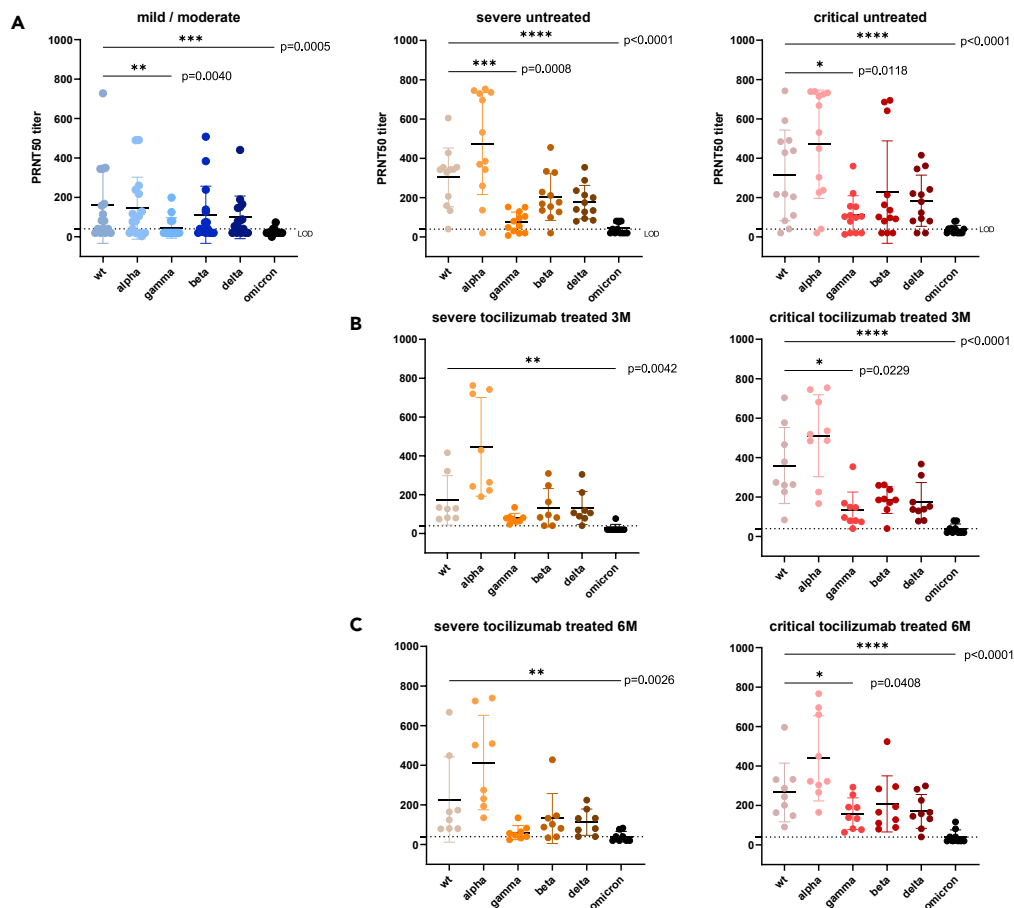 A
mild / moderate
PRNT50 titer
1000
800
600
400
200
0
***
p=0.0005
**
p=0.0040
LOD
wt
alpha
gamma
beta
delta
omicron
severe untreated
PRNT50 titer
1000
800
600
400
200
0
****
p<0.0001
***
p=0.0008
LOD
wt
alpha
gamma
beta
delta
omicron
critical untreated
PRNT50 titer
1000
800
600
400
200
0
****
p<0.0001
*
p=0.0118
LOD
wt
alpha
gamma
beta
delta
omicron
B
severe tocilizumab treated 3M
1000
800
600
400
200
0
**
p=0.0042
wt
alpha
gamma
beta
delta
omicron
critical tocilizumab treated 3M
1000
800
600
400
200
0
****
p<0.0001
*
p=0.0229
wt
alpha
gamma
beta
delta
omicron
C
severe tocilizumab treated 6M
1000
800
600
400
200
0
**
p=0.0026
wt
alpha
gamma
beta
delta
omicron
critical tocilizumab treated 6M
1000
800
600
400
200
0
****
p<0.0001
*
p=0.0408
wt
alpha
gamma
beta
delta
omicron